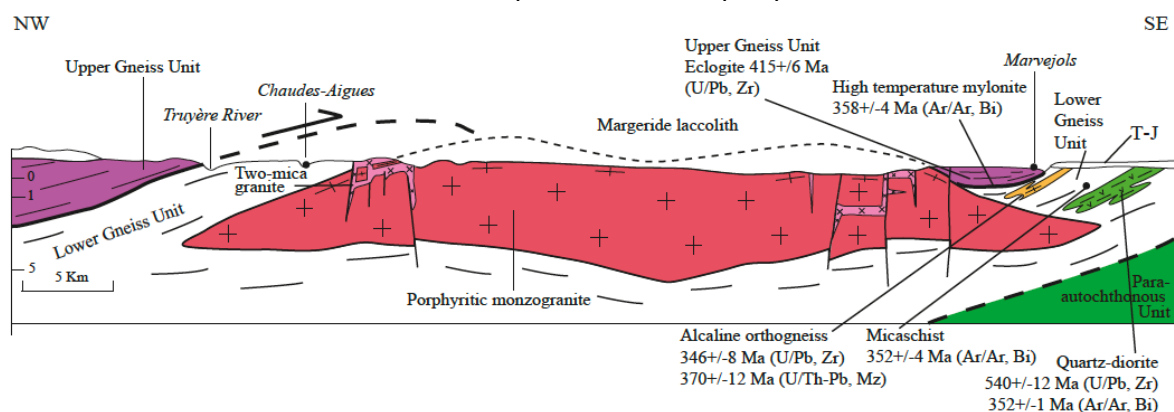 NW
SE
Upper Gneiss Unit
Truyère River
Chaudes-Aigues
Upper Gneiss Unit
Eclogite 415+/6 Ma
(U/Pb, Zr)
High temperature mylonite
358+/-4 Ma (Ar/Ar, Bi)
Marvejols
Lower
Gneiss
Unit
T-J
Margeride laccolith
Two-mica
granite
0
1
5
5 Km
Lower Gneiss Unit
Porphyritic monzogranite
Para-
autochthonous
Unit
Alcaline orthogneiss
346+/-8 Ma (U/Pb, Zr)
370+/-12 Ma (U/Th-Pb, Mz)
Micaschist
352+/-4 Ma (Ar/Ar, Bi)
Quartz-diorite
540+/-12 Ma (U/Pb, Zr)
352+/-1 Ma (Ar/Ar, Bi)